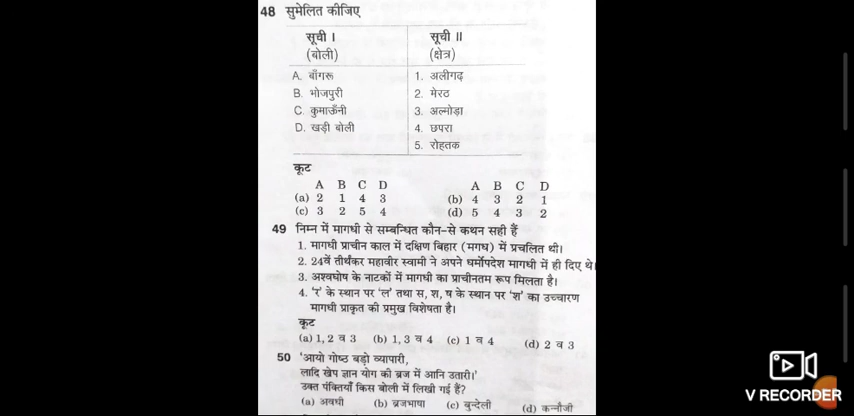 48 सुमेलित कीजिए
सूची I सूची II
(बोली) (क्षेत्र)
A. बाँगरू 1. अलीगढ़
B. भोजपुरी 2. मेरठ
C. कुमाऊँनी 3. अल्मोड़ा
D. खड़ी बोली 4. छपरा
5. रोहतक
कूट
A B C D A B C D
(a) 2 1 4 3 (b) 4 3 2 1
(c) 3 2 5 4 (d) 5 4 3 2
49 निम्न में मागधी से सम्बन्धित कौन-से कथन सही हैं
1. मागधी प्राचीन काल में दक्षिण बिहार (मगध) में प्रचलित थी।
2. 24वें तीर्थंकर महावीर स्वामी ने अपने धर्मोपदेश मागधी में ही दिए थे।
3. अश्वघोष के नाटकों में मागधी का प्राचीनतम रूप मिलता है।
4. 'र' के स्थान पर 'ल' तथा स, श, ष के स्थान पर 'श' का उच्चारण
मागधी प्राकृत की प्रमुख विशेषता है।
कूट
(a) 1, 2 व 3 (b) 1, 3 व 4 (c) 1 व 4 (d) 2 व 3
50 'आयो गोष्ठ बड़ो व्यापारी,
लादि खेप ज्ञान योग की ब्रज में आनि उतारी।'
उक्त पंक्तियाँ किस बोली में लिखी गई हैं?
(a) अवधी (b) ब्रजभाषा (c) बुन्देली (d) कन्नौजी
V RECORDER